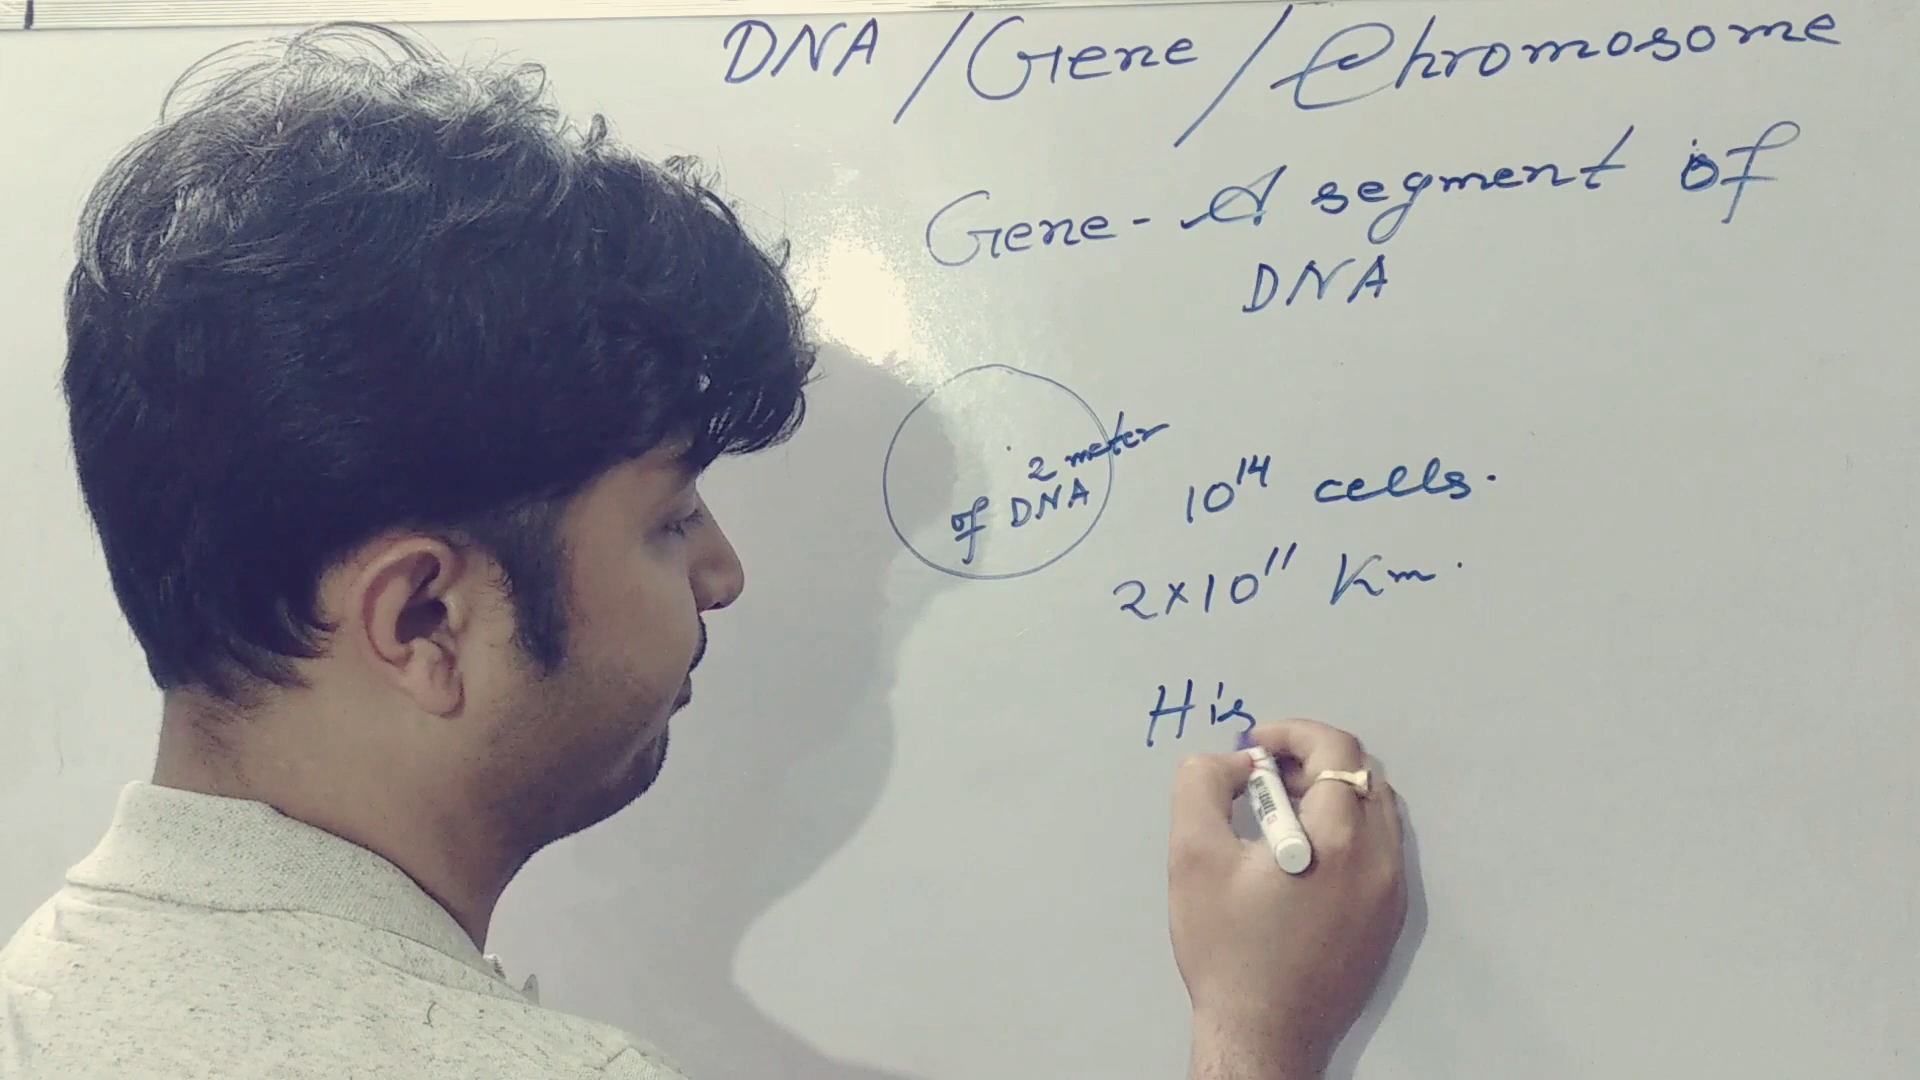 DNA / Gene / Chromosome
Gene - A segment of
DNA
2 meter
of DNA
10¹⁴ cells.
2×10¹¹ Km.
His